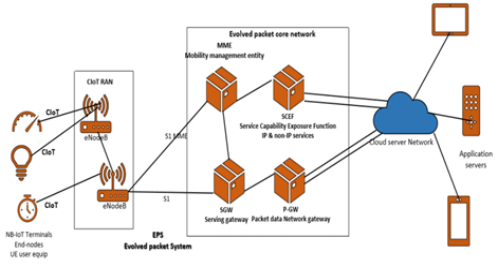 Evolved packet core network
MME
Mobility management entity
CIoT RAN
CIoT
eNodeB
CIoT
S1 MME
SCEF
Service Capability Exposure Function
IP & non-IP services
Cloud server Network
Application
servers
CIoT
eNodeB
S1
SGW
Serving gateway
P-GW
Packet data Network gateway
NB-IoT Terminals
End-nodes
UE user equip
EPS
Evolved packet System